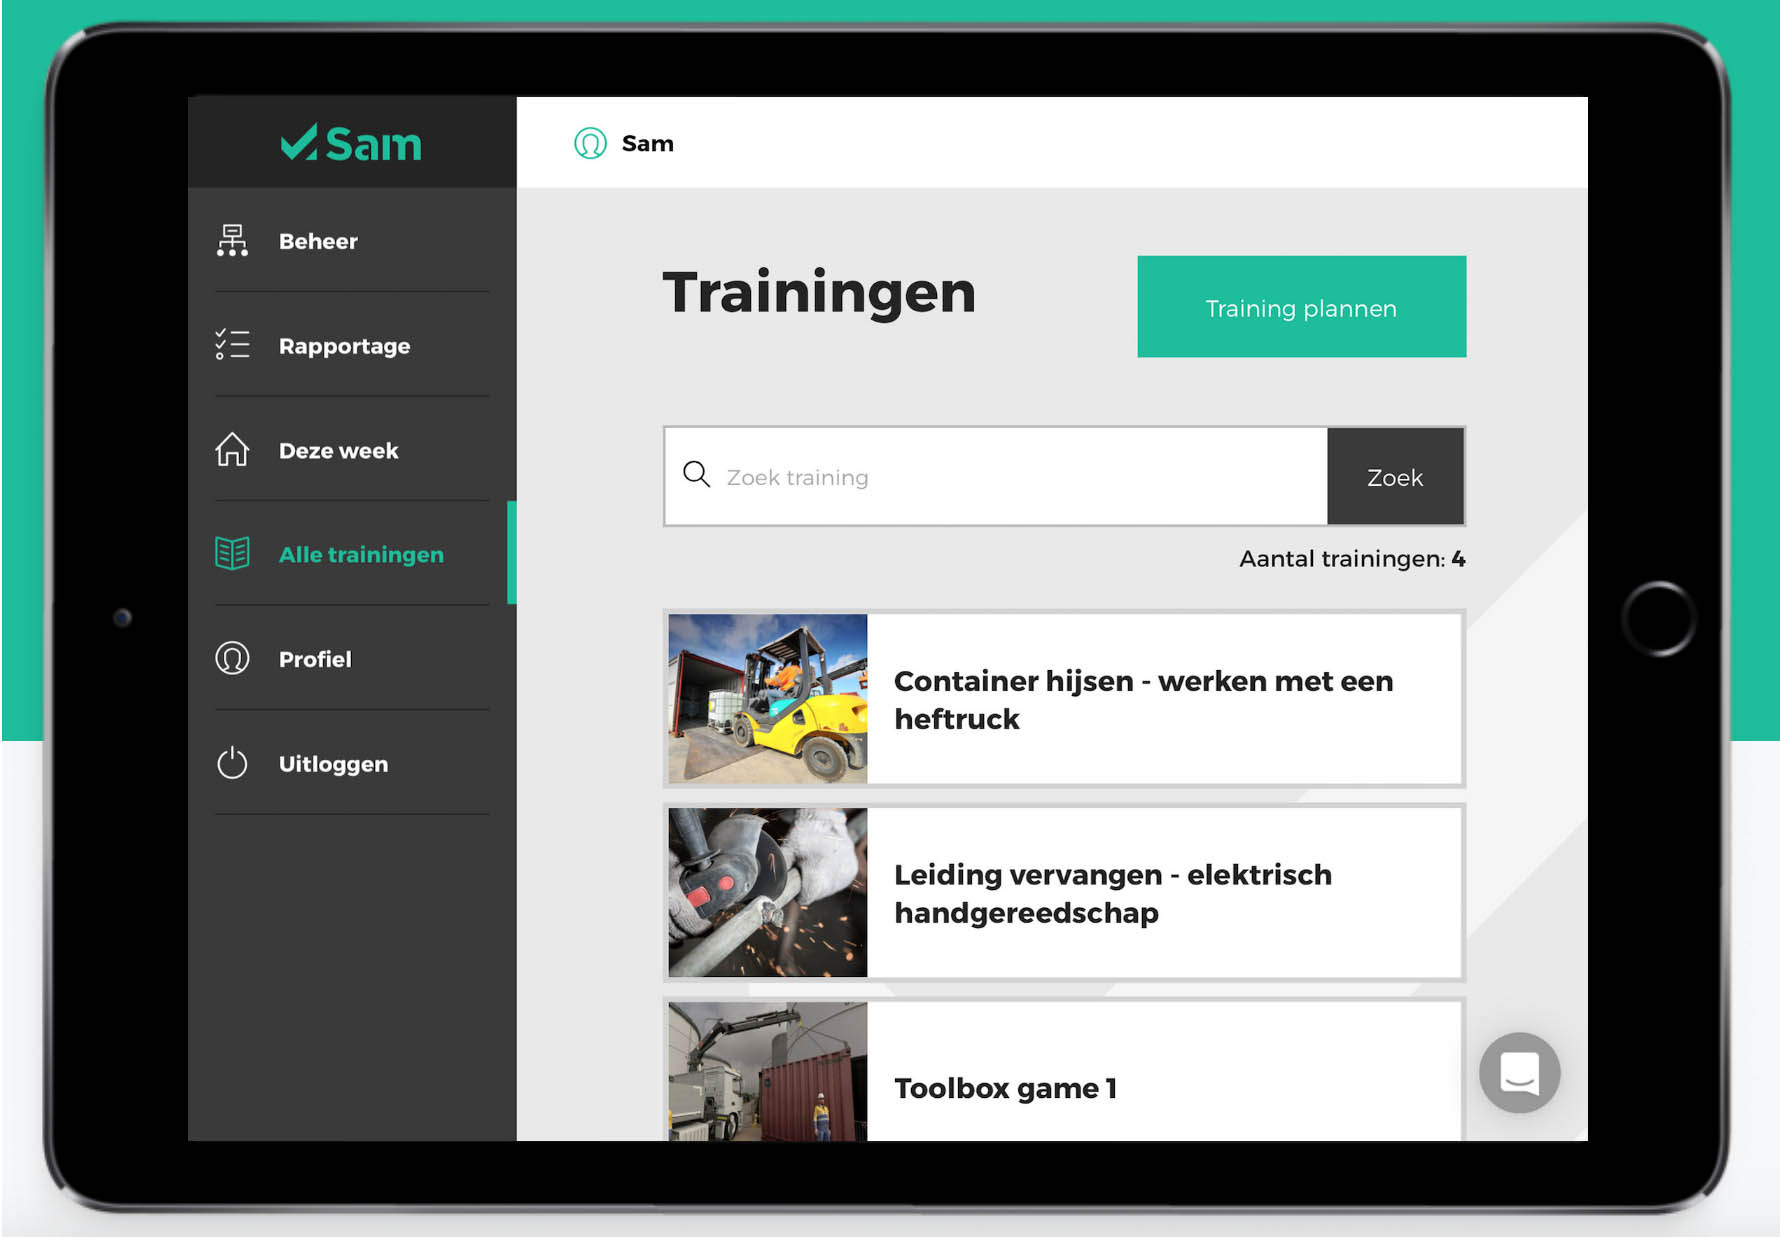 Sam
Sam
Beheer
Rapportage
Deze week
Alle trainingen
Profiel
Uitloggen
Trainingen
Training plannen
Zoek training
Zoek
Aantal trainingen: 4
Container hijsen - werken met een
heftruck
Leiding vervangen - elektrisch
handgereedschap
Toolbox game 1